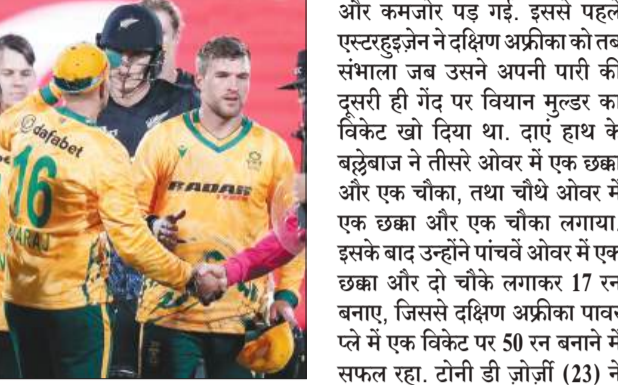 dafabet
16
HARAJ
RADAR
और कमजोर पड़ गई. इससे पहले
एस्टरहुइज़ेन ने दक्षिण अफ्रीका को तब
संभाला जब उसने अपनी पारी की
दूसरी ही गेंद पर वियान मुल्डर का
विकेट खो दिया था. दाएं हाथ के
बल्लेबाज ने तीसरे ओवर में एक छक्का
और एक चौका, तथा चौथे ओवर में
एक छक्का और एक चौका लगाया.
इसके बाद उन्होंने पांचवें ओवर में एक
छक्का और दो चौके लगाकर 17 रन
बनाए, जिससे दक्षिण अफ्रीका पावर
प्ले में एक विकेट पर 50 रन बनाने में
सफल रहा. टोनी डी ज़ोर्ज़ी (23) ने